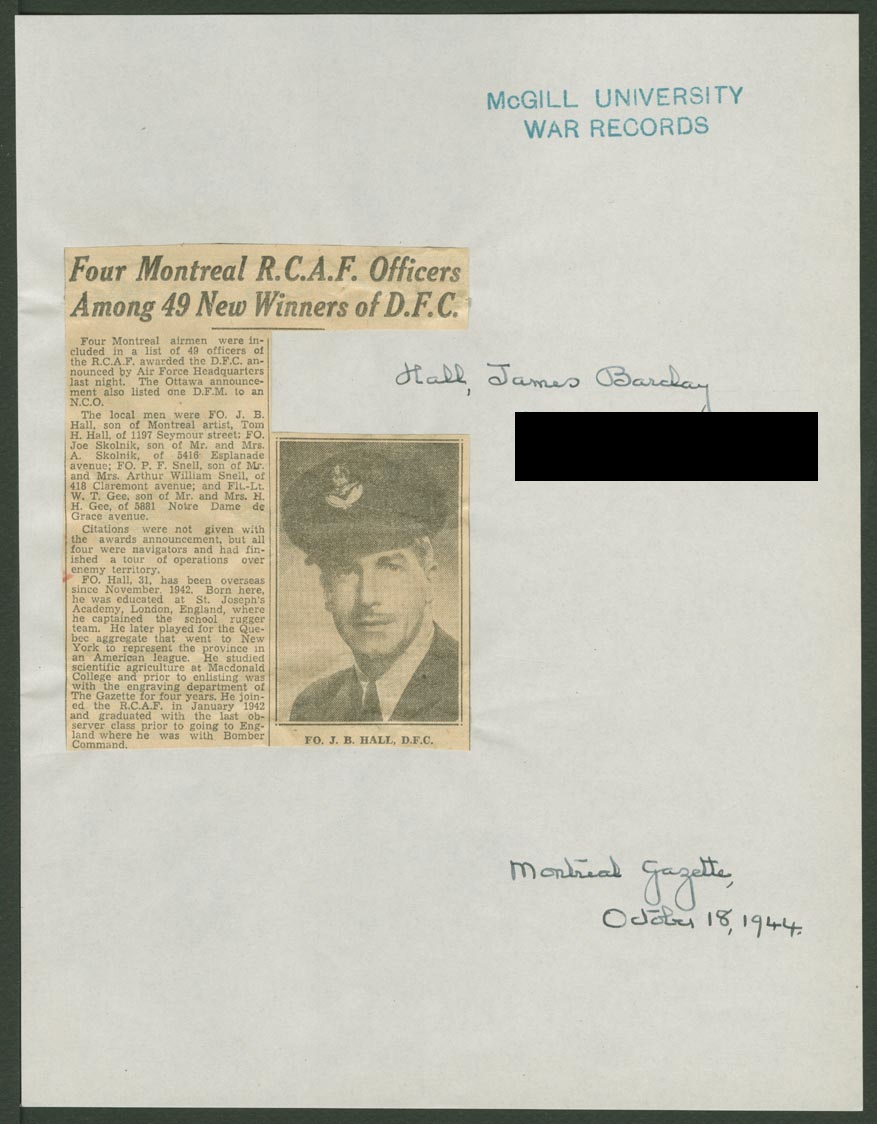 McGILL UNIVERSITY
WAR RECORDS
Four Montreal R.C.A.F. Officers
Among 49 New Winners of D.F.C.
Four Montreal airmen were in-
cluded in a list of 49 officers of
the R.C.A.F. awarded the D.F.C. an-
nounced by Air Force Headquarters
last night. The Ottawa announce-
ment also listed one D.F.M. to an
N.C.O.
The local men were FO. J. B.
Hall, son of Montreal artist, Tom
H. Hall, of 1197 Seymour street; FO.
Joe Skolnik, son of Mr. and Mrs.
A. Skolnik, of 5416 Esplanade
avenue; FO. P. F. Snell, son of Mr.
and Mrs. Arthur William Snell, of
418 Claremont avenue; and Flt.-Lt.
W. T. Gee, son of Mr. and Mrs. H.
H. Gee, of 5881 Notre Dame de
Grace avenue.
Citations were not given with
the awards announcement, but all
four were navigators and had fin-
ished a tour of operations over
enemy territory.
FO. Hall, 31, has been overseas
since November, 1942. Born here,
he was educated at St. Joseph's
Academy, London, England, where
he captained the school rugger
team. He later played for the Que-
bec aggregate that went to New
York to represent the province in
an American league. He studied
scientific agriculture at Macdonald
College and prior to enlisting was
with the engraving department of
The Gazette for four years. He join-
ed the R.C.A.F. in January 1942
and graduated with the last ob-
server class prior to going to Eng-
land where he was with Bomber
Command.
FO. J. B. HALL, D.F.C.
Hall, James Barclay
Montreal Gazette,
October 18, 1944.